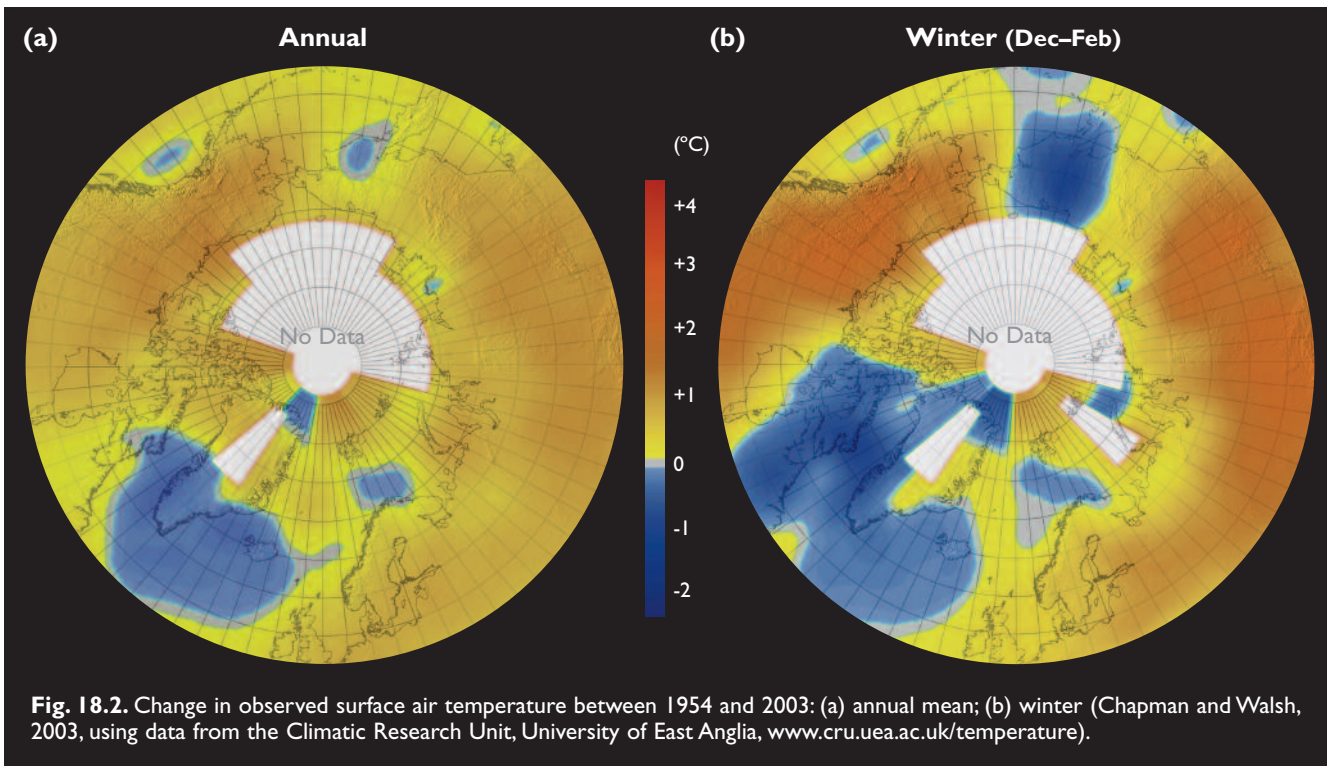 (a) Annual
(b) Winter (Dec–Feb)
(ºC)
+4
+3
+2
+1
0
-1
-2
No Data
No Data
Fig. 18.2. Change in observed surface air temperature between 1954 and 2003: (a) annual mean; (b) winter (Chapman and Walsh,
2003, using data from the Climatic Research Unit, University of East Anglia, www.cru.uea.ac.uk/temperature).